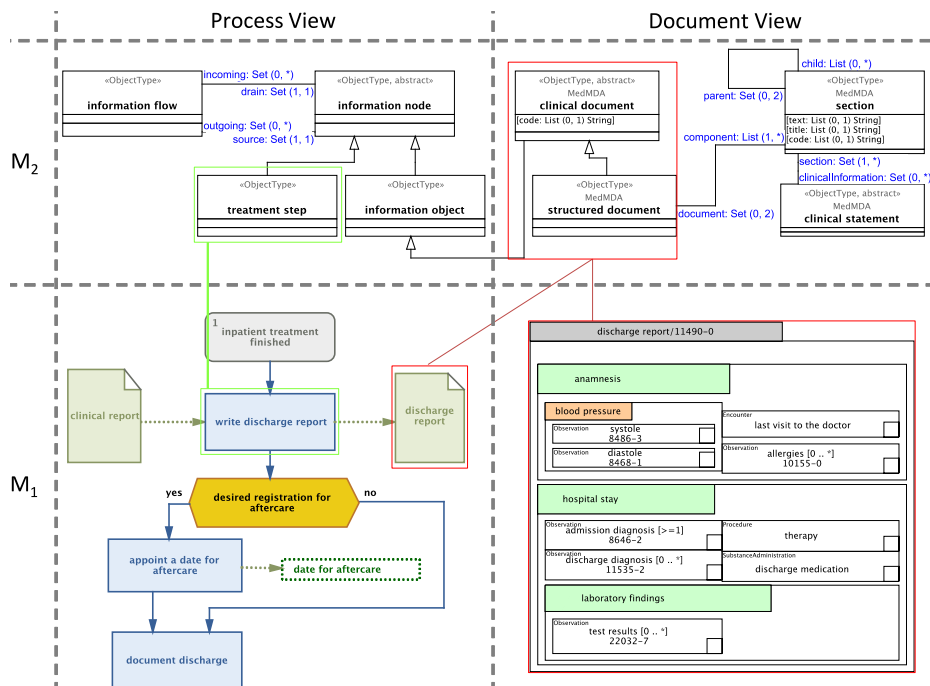 Process View
Document View
M2
«ObjectType»
information flow
incoming: Set (0, *)
drain: Set (1, 1)
outgoing: Set (0, *)
source: Set (1, 1)
«ObjectType, abstract»
information node
«ObjectType»
treatment step
«ObjectType»
information object
«ObjectType, abstract»
MedMDA
clinical document
[code: List (0, 1) String]
«ObjectType»
MedMDA
structured document
child: List (0, *)
parent: Set (0, 2)
component: List (1, *)
document: Set (0, 2)
«ObjectType»
MedMDA
section
[text: List (0, 1) String]
[title: List (0, 1) String]
[code: List (0, 1) String]
section: Set (1, *)
clinicalInformation: Set (0, *)
«ObjectType, abstract»
MedMDA
clinical statement
M1
1
inpatient treatment
finished
clinical report
write discharge report
discharge
report
desired registration for
aftercare
yes
no
appoint a date for
aftercare
date for aftercare
document discharge
discharge report/11490-0
anamnesis
blood pressure
Observation
systole
8486-3
Observation
diastole
8468-1
Encounter
last visit to the doctor
Observation
allergies [0 .. *]
10155-0
hospital stay
Observation
admission diagnosis [>=1]
8646-2
Observation
discharge diagnosis [0 .. *]
11535-2
Procedure
therapy
SubstanceAdministration
discharge medication
laboratory findings
Observation
test results [0 .. *]
22032-7